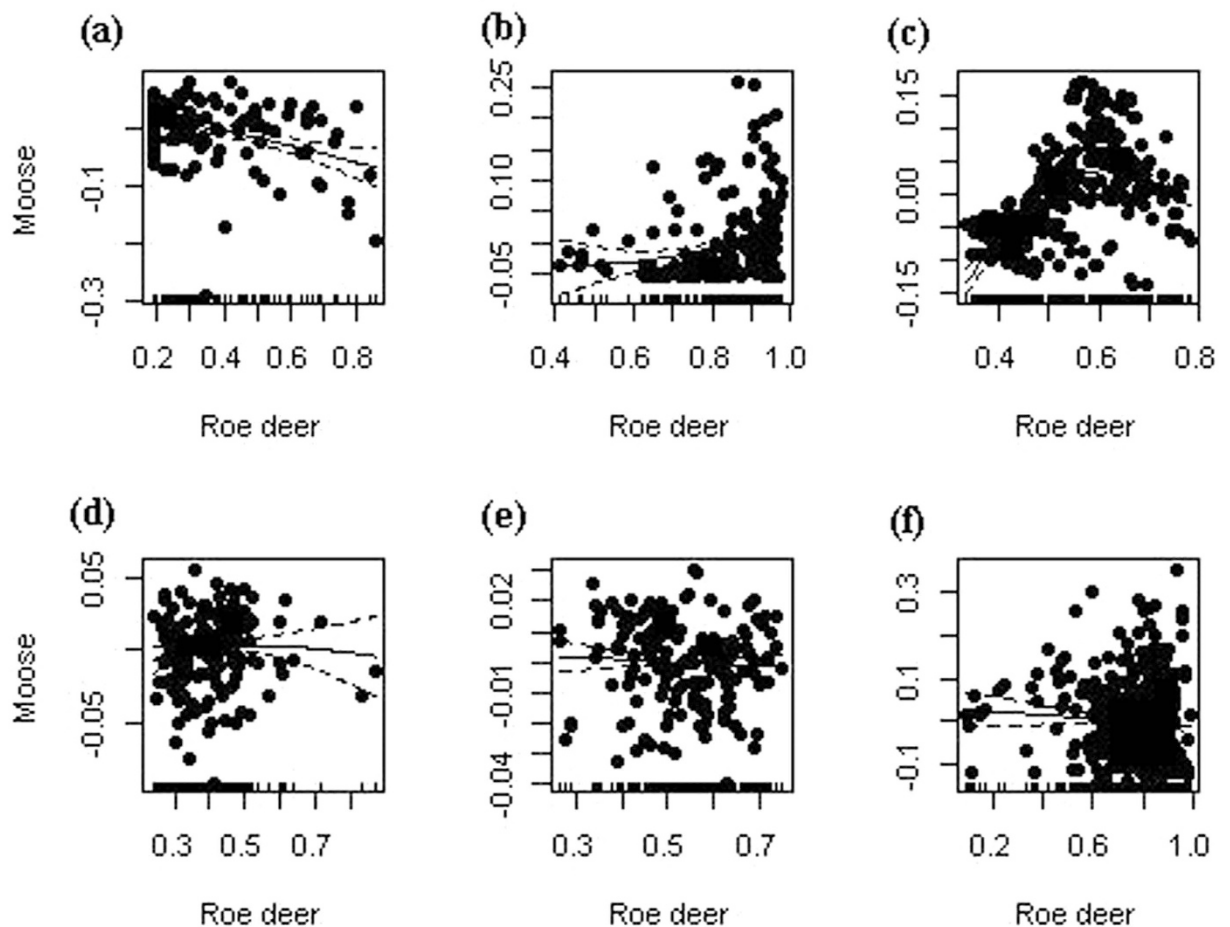 (a) (b) (c)
Moose
-0.3 -0.1
0.2 0.4 0.6 0.8
Roe deer
-0.05 0.10 0.25
0.4 0.6 0.8 1.0
Roe deer
-0.15 0.00 0.15
0.4 0.6 0.8
Roe deer
(d) (e) (f)
Moose
-0.05 0.05
0.3 0.5 0.7
Roe deer
-0.04 -0.01 0.02
0.3 0.5 0.7
Roe deer
-0.1 0.1 0.3
0.2 0.6 1.0
Roe deer